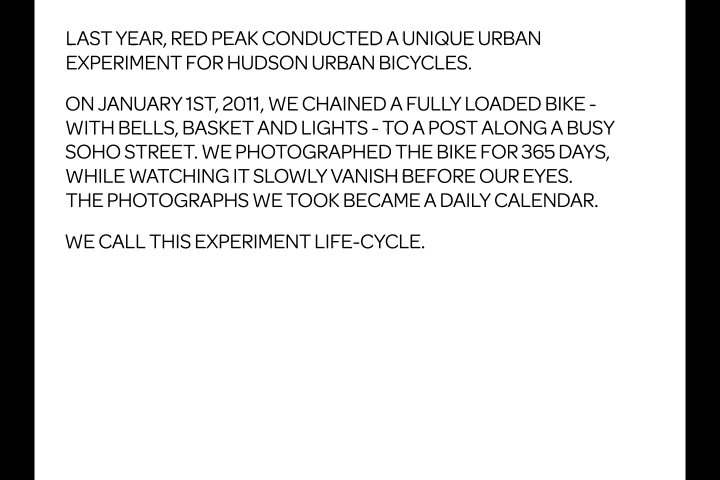 LAST YEAR, RED PEAK CONDUCTED A UNIQUE URBAN
EXPERIMENT FOR HUDSON URBAN BICYCLES.
ON JANUARY 1ST, 2011, WE CHAINED A FULLY LOADED BIKE -
WITH BELLS, BASKET AND LIGHTS - TO A POST ALONG A BUSY
SOHO STREET. WE PHOTOGRAPHED THE BIKE FOR 365 DAYS,
WHILE WATCHING IT SLOWLY VANISH BEFORE OUR EYES.
THE PHOTOGRAPHS WE TOOK BECAME A DAILY CALENDAR.
WE CALL THIS EXPERIMENT LIFE-CYCLE.